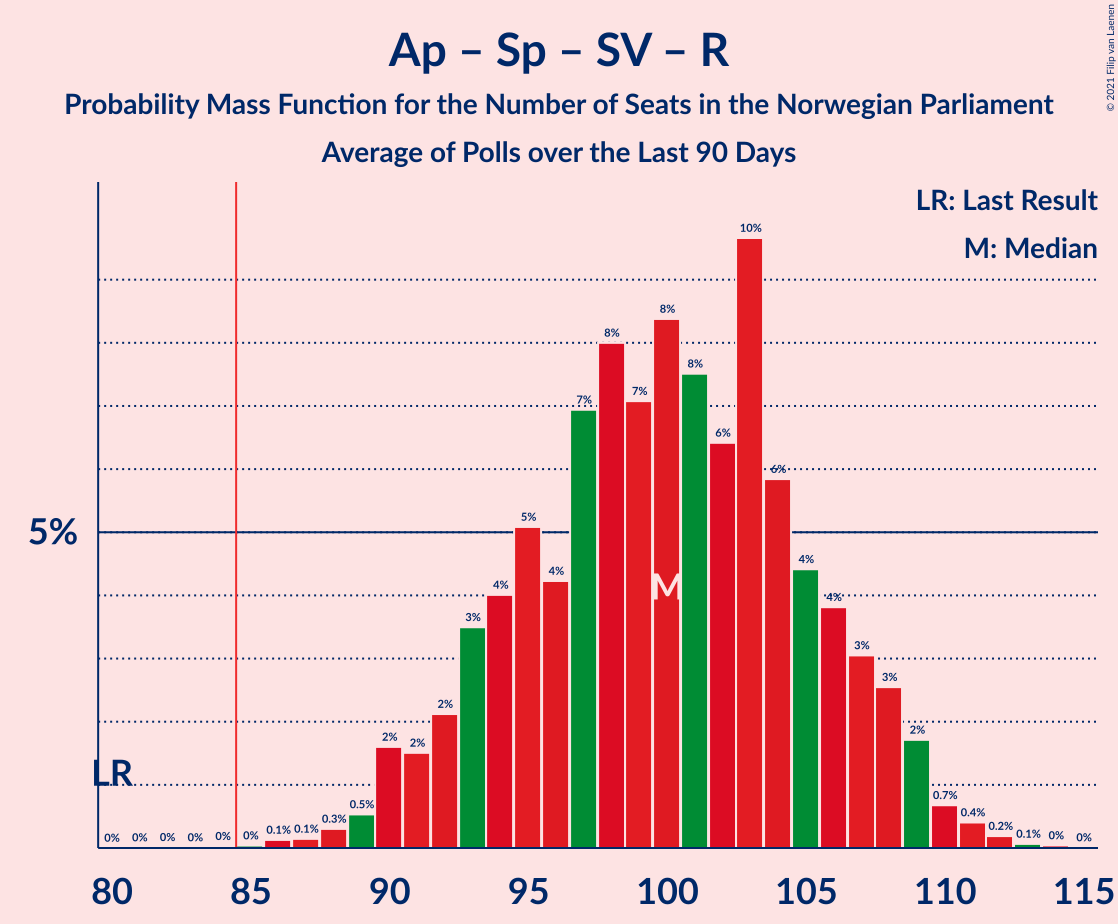 Ap – Sp – SV – R
Probability Mass Function for the Number of Seats in the Norwegian Parliament
Average of Polls over the Last 90 Days
© 2021 Filip van Laenen
LR: Last Result
M: Median
5%
LR
M
0% 0% 0% 0% 0% 0% 0.1% 0.1% 0.3% 0.5% 2% 2% 2% 3% 4% 5% 4% 7% 8% 7% 8% 8% 6% 10% 6% 4% 4% 3% 3% 2% 0.7% 0.4% 0.2% 0.1% 0% 0%
80 85 90 95 100 105 110 115